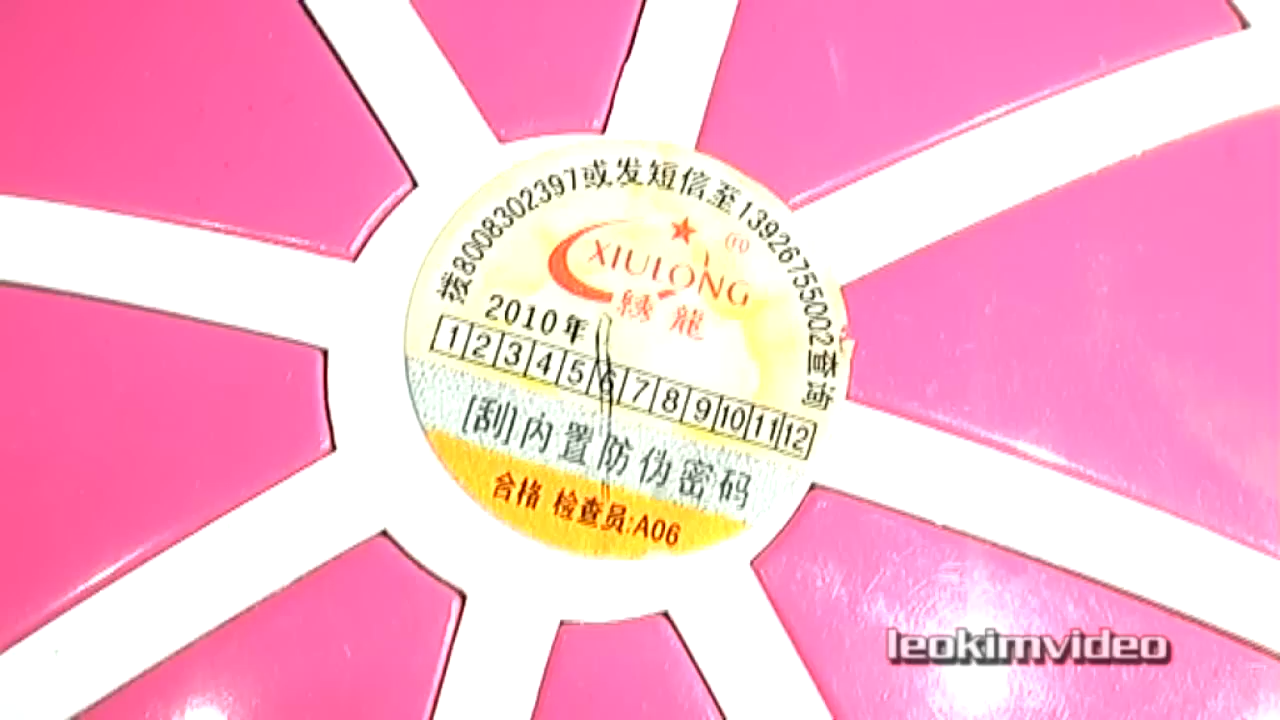 拨8008302397或发短信至13926755002查询
XIULONG
绣龍
2010年
1 2 3 4 5 6 7 8 9 10 11 12
[刮]内置防伪密码
合格 检查员:A06
leokimvideo